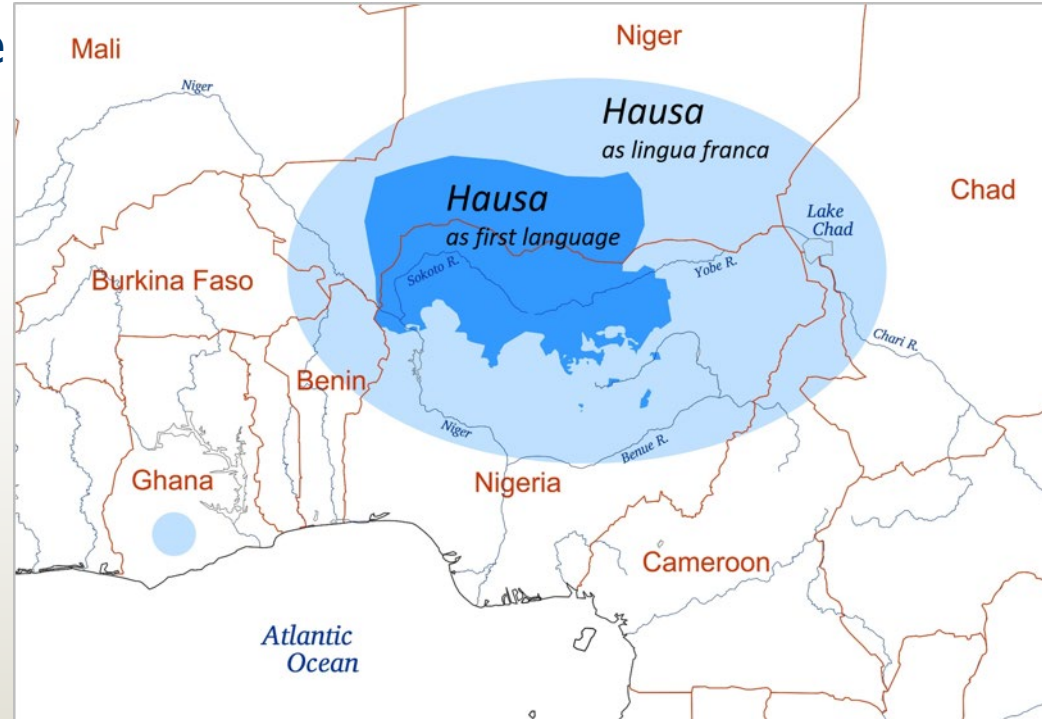 e
Mali
Niger
Niger
Hausa
as lingua franca
Chad
Hausa
as first language
Lake
Chad
Sokoto R.
Yobe R.
Burkina Faso
Chari R.
Benin
Niger
Benue R.
Ghana
Nigeria
Cameroon
Atlantic
Ocean